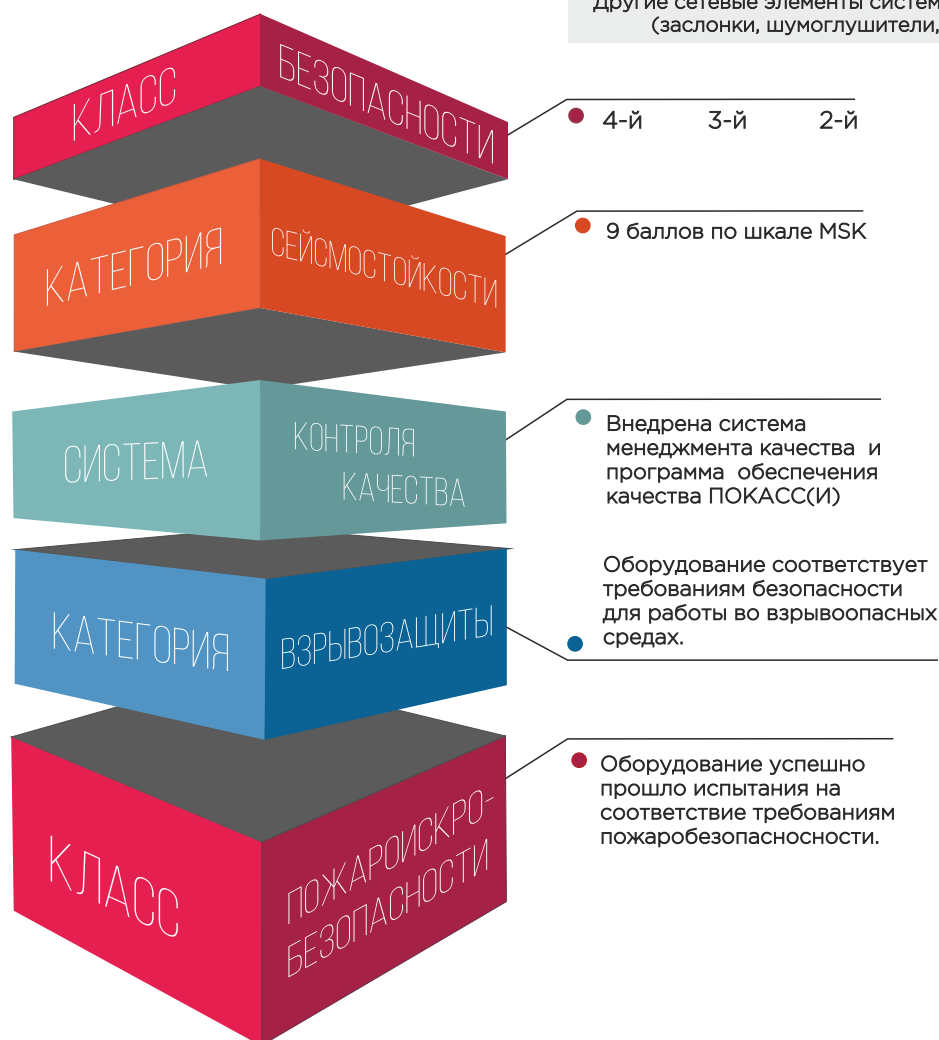 Другие сетевые элементы систем
(заслонки, шумоглушители,
КЛАСС БЕЗОПАСНОСТИ
4-й 3-й 2-й
КАТЕГОРИЯ СЕЙСМОСТОЙКОСТИ
9 баллов по шкале MSK
СИСТЕМА
КОНТРОЛЯ
КАЧЕСТВА
Внедрена система
менеджмента качества и
программа обеспечения
качества ПОКАСС(И)
КАТЕГОРИЯ ВЗРЫВОЗАЩИТЫ
Оборудование соответствует
требованиям безопасности
для работы во взрывоопасных
средах.
КЛАСС
ПОЖАРОИСКРО-
БЕЗОПАСНОСТИ
Оборудование успешно
прошло испытания на
соответствие требованиям
пожаробезопасносности.